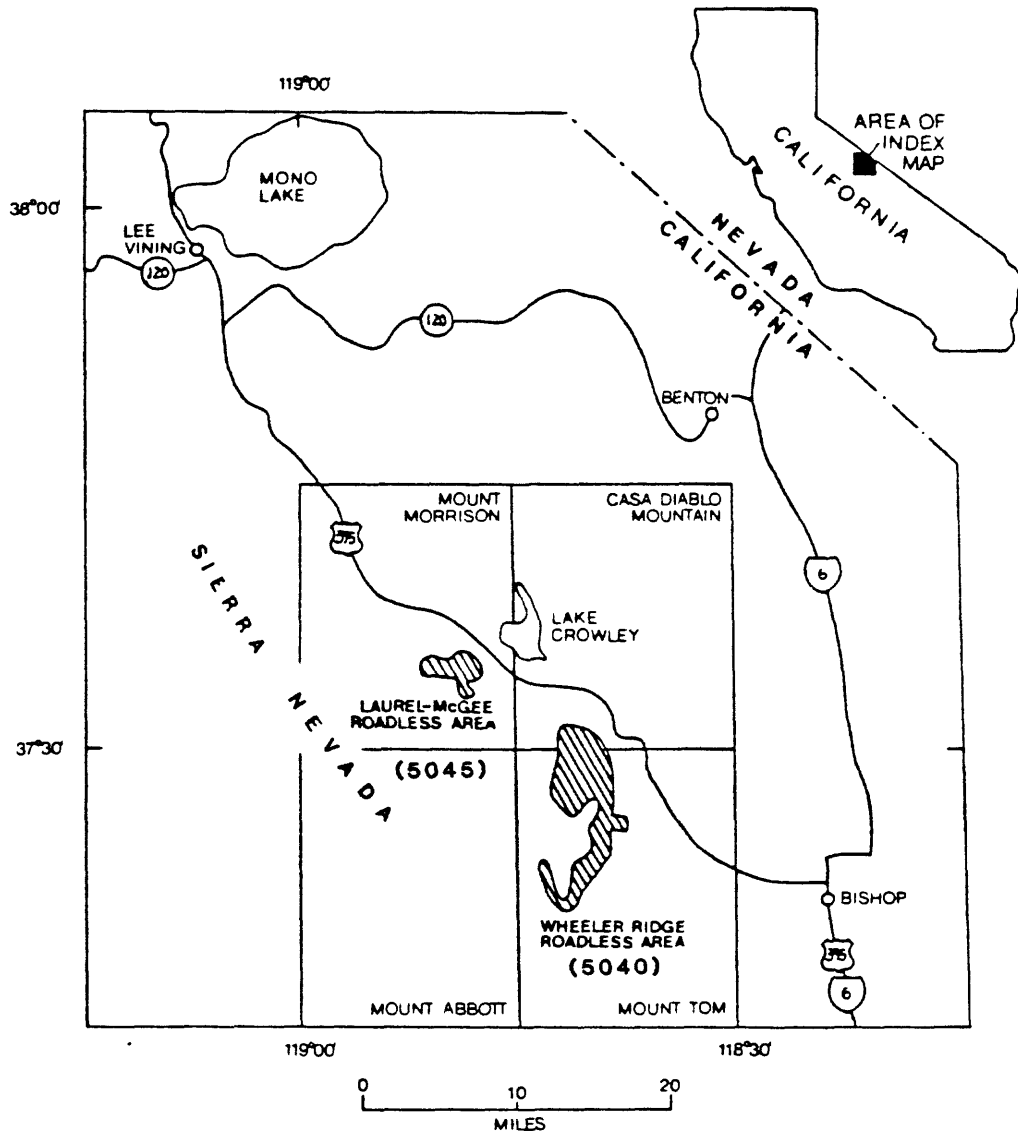 119°00'
AREA OF
INDEX
MAP
CALIFORNIA
MONO
LAKE
38°00'
LEE
VINING
120
NEVADA
CALIFORNIA
120
BENTON
MOUNT
MORRISON
CASA DIABLO
MOUNTAIN
395
6
SIERRA NEVADA
LAKE
CROWLEY
LAUREL-McGEE
ROADLESS AREA
(5045)
37°30'
BISHOP
WHEELER RIDGE
ROADLESS AREA
(5040)
395
6
MOUNT ABBOTT
MOUNT TOM
119°00'
118°30'
0
10
20
MILES